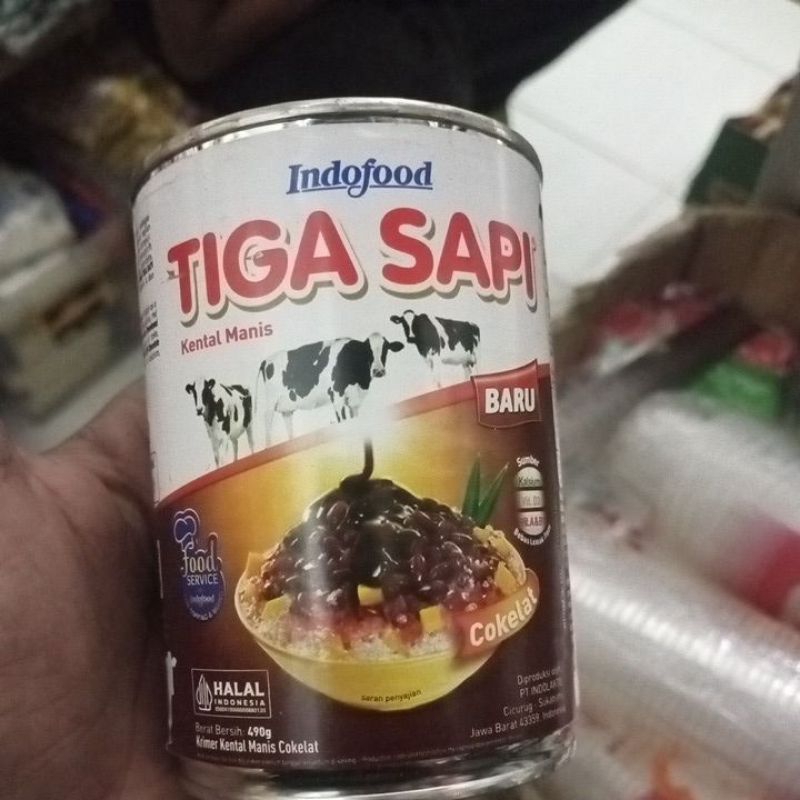 Indofood
TIGA SAPI
Kental Manis
BARU
Sumber
Kalsium
food
SERVICE
Indofood
Cokelat
saran penyajian
HALAL
INDONESIA
Berat Bersih: 490g
Krimer Kental Manis Cokelat
Diproduksi oleh
PT INDOLAKTO
Cicurug - Sukabumi
Jawa Barat 43359, Indonesia